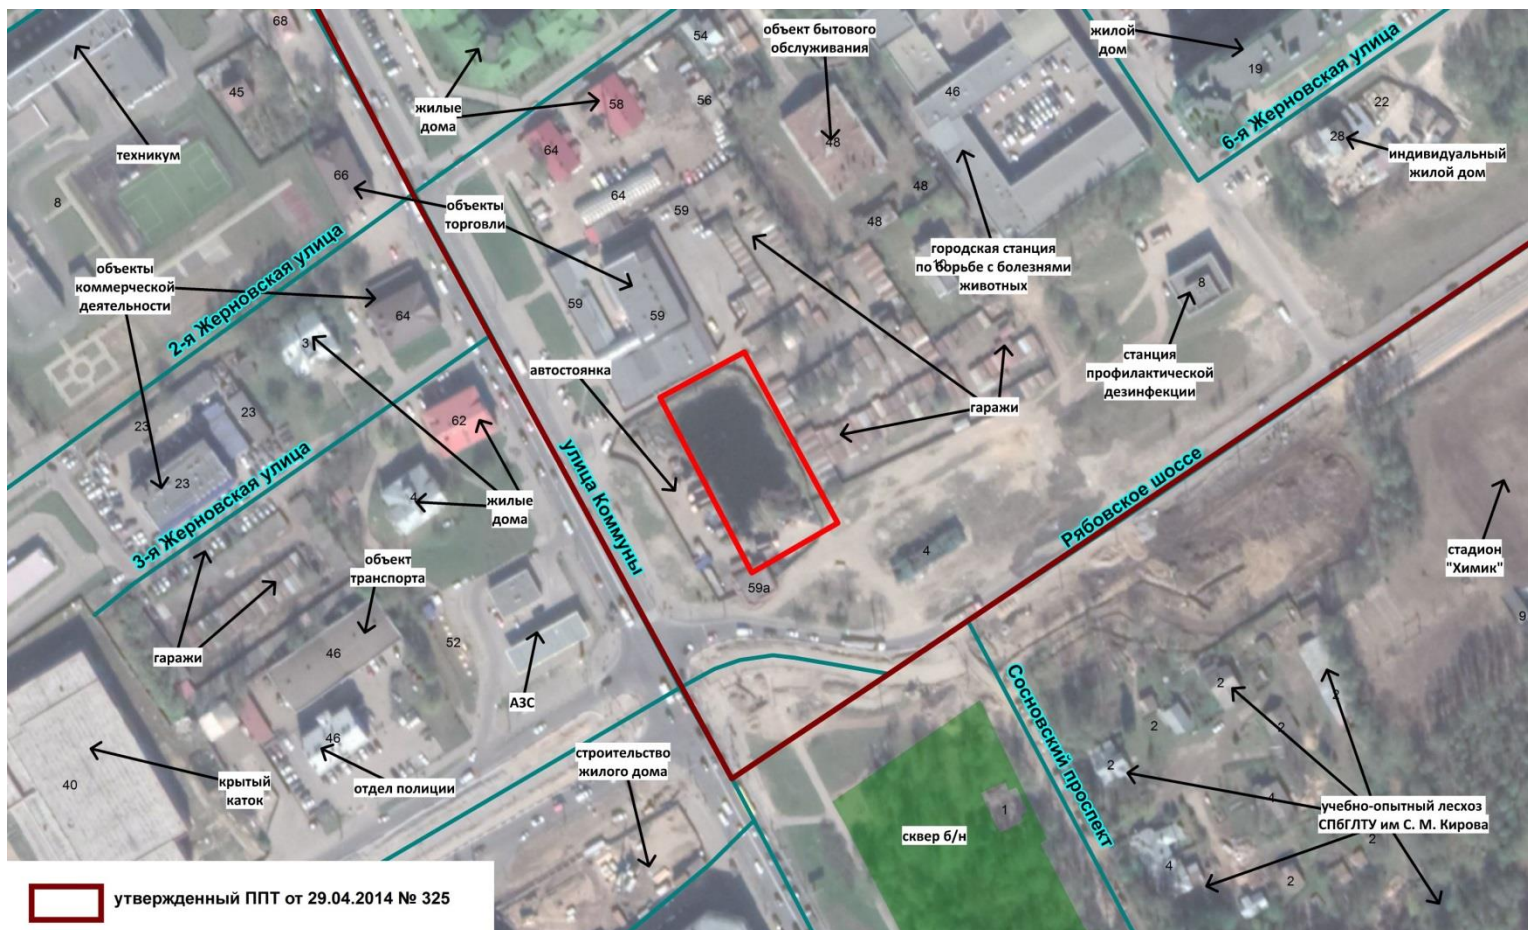 68
объект бытового
обслуживания
54
жилой
дом
19
6-я Жерновская улица
45
жилые
дома
58
56
46
22
техникум
64
48
28
индивидуальный
жилой дом
8
66
объекты
торговли
64
59
48
48
городская станция
по борьбе с болезнями
животных
объекты
коммерческой
деятельности
2-я Жерновская улица
64
3
59
59
8
станция
профилактической
дезинфекции
автостоянка
гаражи
23
23
62
23
3-я Жерновская улица
4
жилые
дома
улица Коммуны
Рябовское шоссе
стадион
"Химик"
объект
транспорта
4
59а
гаражи
46
52
АЗС
9
Сосновский проспект
2
2
2
2
46
40
крытый
каток
отдел полиции
строительство
жилого дома
2
4
1
учебно-опытный лесхоз
СПбГЛТУ им С. М. Кирова
сквер б/н
2
4
2
утвержденный ППТ от 29.04.2014 № 325